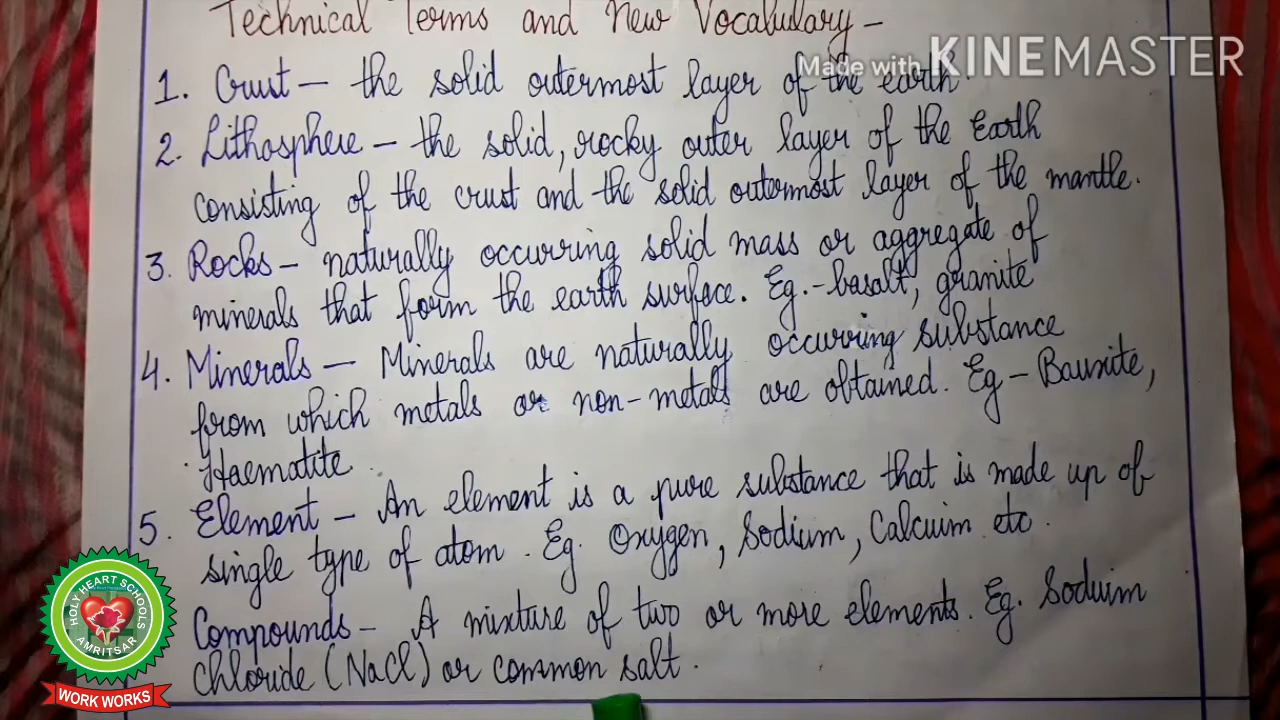 Technical Terms and New Vocabulary -
Made with KINEMASTER
1. Crust - the solid outermost layer of the earth.
2. Lithosphere - the solid, rocky outer layer of the Earth
consisting of the crust and the solid outermost layer of the mantle.
3. Rocks - naturally occurring solid mass or aggregate of
minerals that form the earth surface. Eg.- basalt, granite
4. Minerals - Minerals are naturally occurring substance
from which metals or non-metals are obtained. Eg - Bauxite,
Haematite.
5. Element - An element is a pure substance that is made up of
single type of atom. Eg. Oxygen, Sodium, Calcuim etc.
Compounds - A mixture of two or more elements. Eg. Soduim
chloride (NaCl) or common salt.
HOLY HEART SCHOOLS
AMRITSAR
WORK WORKS